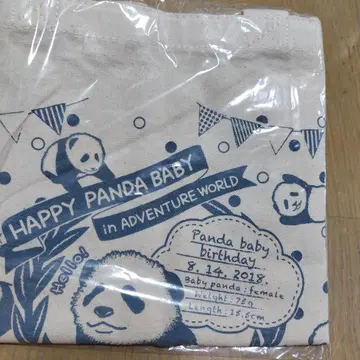 HAPPY PANDA BABY
in ADVENTURE WORLD
Hello!
Panda baby
birthday
8. 14. 2018.
Baby panda : female
Weight : 75g
Length : 15.5cm